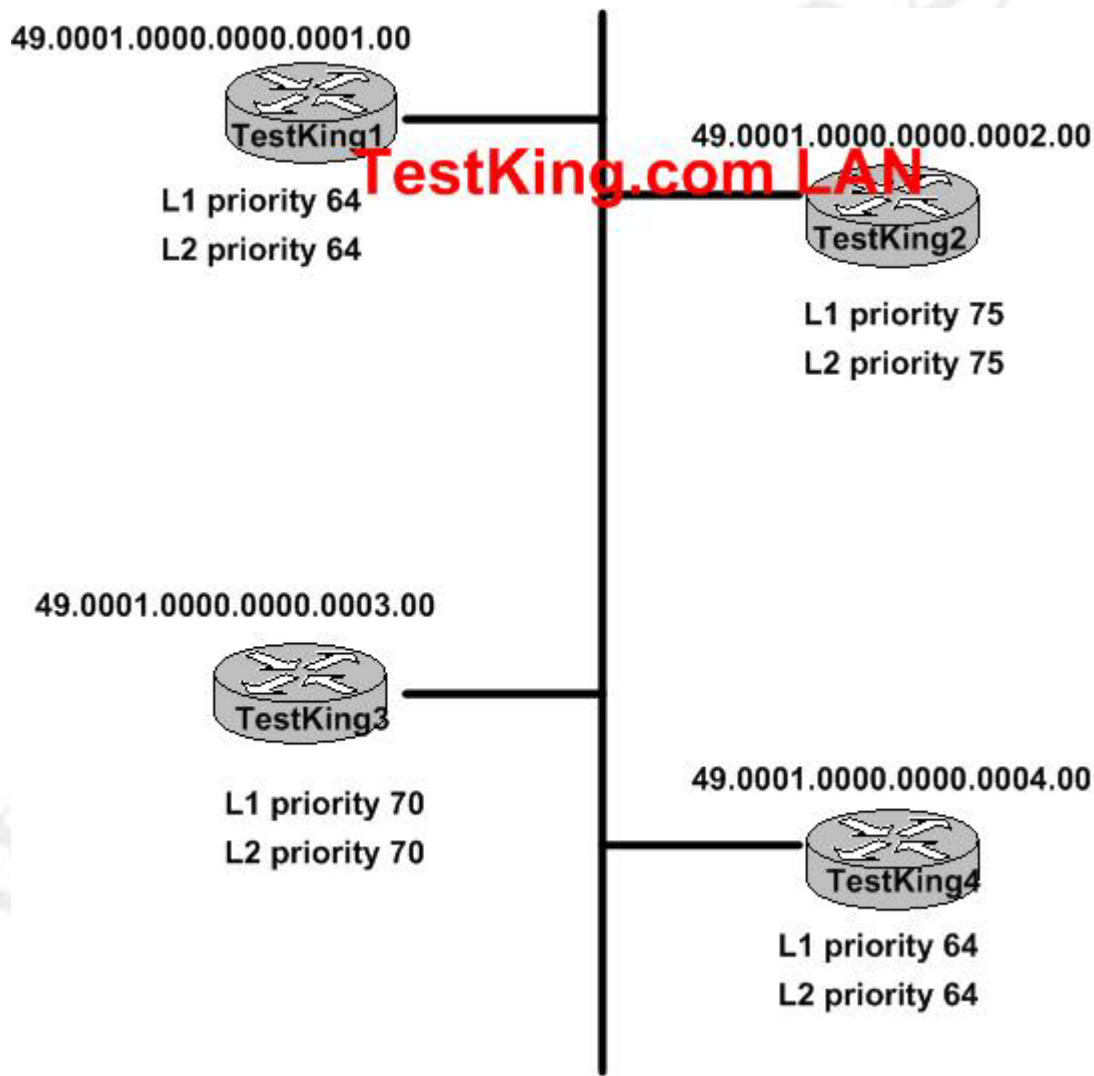 49.0001.0000.0000.0001.00
TestKing1
L1 priority 64
L2 priority 64
TestKing.com LAN
49.0001.0000.0000.0002.00
TestKing2
L1 priority 75
L2 priority 75
49.0001.0000.0000.0003.00
TestKing3
L1 priority 70
L2 priority 70
49.0001.0000.0000.0004.00
TestKing4
L1 priority 64
L2 priority 64